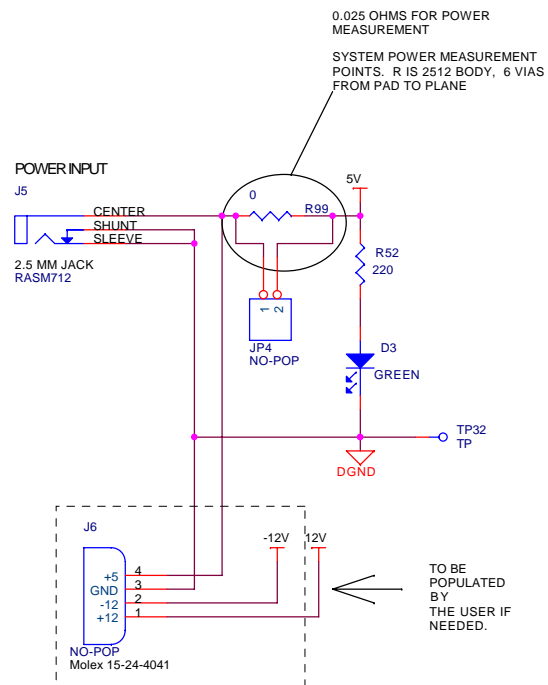 0.025 OHMS FOR POWER
MEASUREMENT
SYSTEM POWER MEASUREMENT
POINTS. R IS 2512 BODY, 6 VIAS
FROM PAD TO PLANE
POWER INPUT
J5
CENTER
SHUNT
SLEEVE
2.5 MM JACK
RASM712
0
R99
5V
R52
220
1
2
JP4
NO-POP
D3
GREEN
TP32
TP
DGND
J6
-12V
12V
+5
4
GND
3
-12
2
+12
1
NO-POP
Molex 15-24-4041
TO BE
POPULATED
BY
THE USER IF
NEEDED.